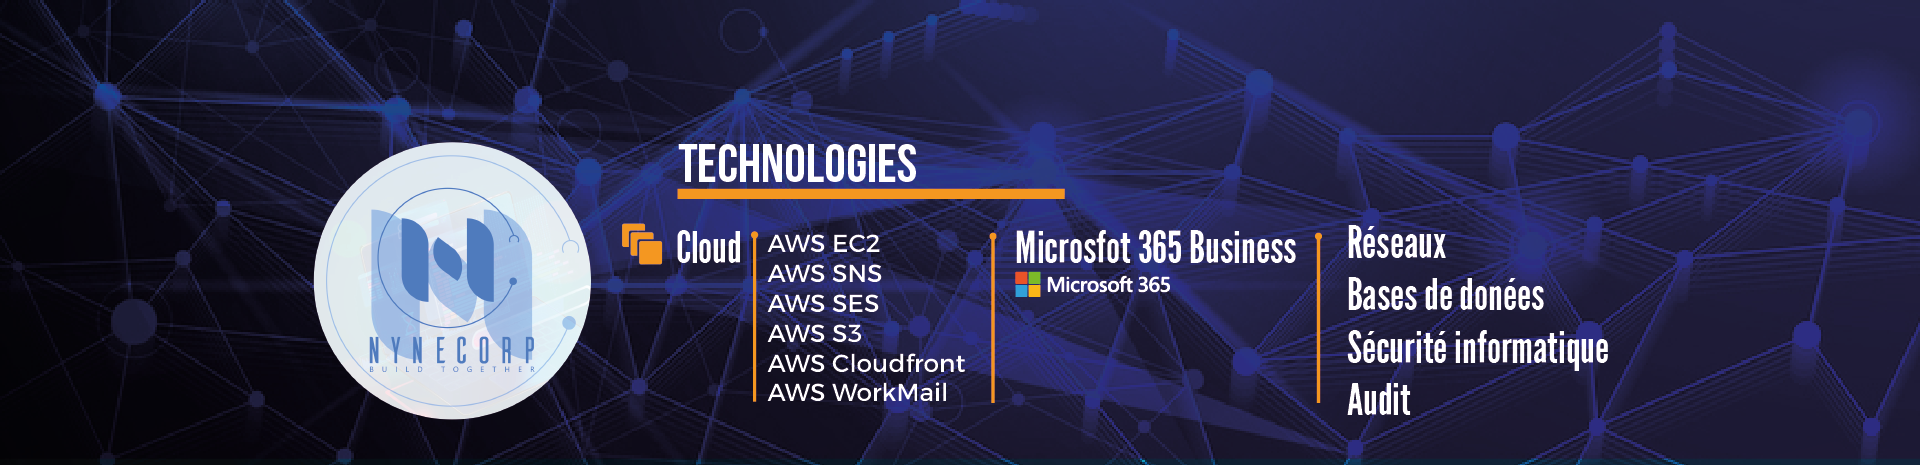 TECHNOLOGIES
Cloud
AWS EC2
AWS SNS
AWS SES
AWS S3
AWS Cloudfront
AWS WorkMail
Microsfot 365 Business
Microsoft 365
Réseaux
Bases de donées
Sécurité informatique
Audit
NYNECORP
BUILD TOGETHER